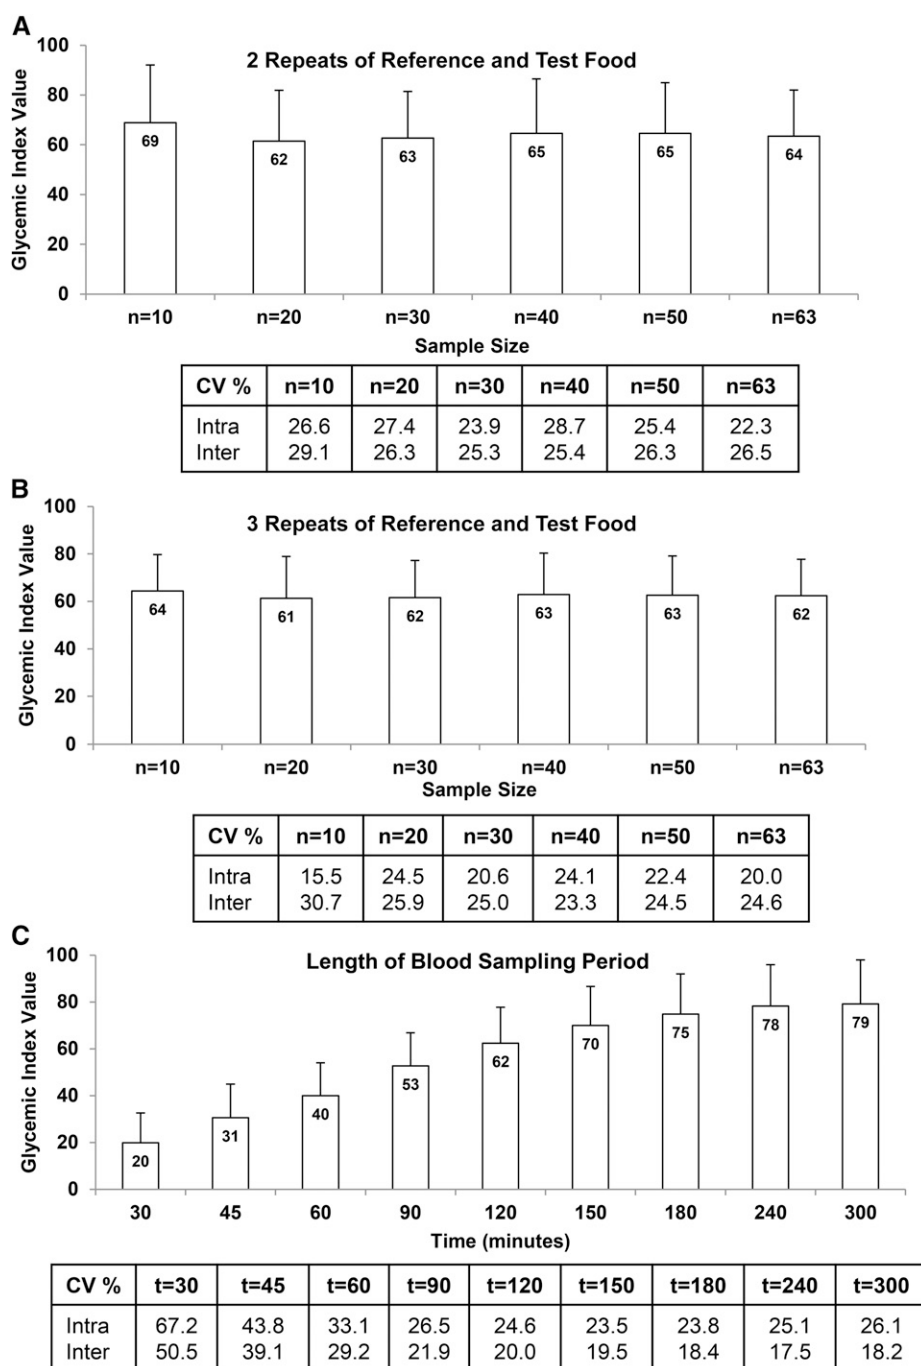 A
2 Repeats of Reference and Test Food
Glycemic Index Value
100
80
60
40
20
0
69 62 63 65 65 64
n=10 n=20 n=30 n=40 n=50 n=63
Sample Size
CV % n=10 n=20 n=30 n=40 n=50 n=63
Intra 26.6 27.4 23.9 28.7 25.4 22.3
Inter 29.1 26.3 25.3 25.4 26.3 26.5
B
3 Repeats of Reference and Test Food
Glycemic Index Value
100
80
60
40
20
0
64 61 62 63 63 62
n=10 n=20 n=30 n=40 n=50 n=63
Sample Size
CV % n=10 n=20 n=30 n=40 n=50 n=63
Intra 15.5 24.5 20.6 24.1 22.4 20.0
Inter 30.7 25.9 25.0 23.3 24.5 24.6
C
Length of Blood Sampling Period
Glycemic Index Value
100
80
60
40
20
0
20 31 40 53 62 70 75 78 79
30 45 60 90 120 150 180 240 300
Time (minutes)
CV % t=30 t=45 t=60 t=90 t=120 t=150 t=180 t=240 t=300
Intra 67.2 43.8 33.1 26.5 24.6 23.5 23.8 25.1 26.1
Inter 50.5 39.1 29.2 21.9 20.0 19.5 18.4 17.5 18.2